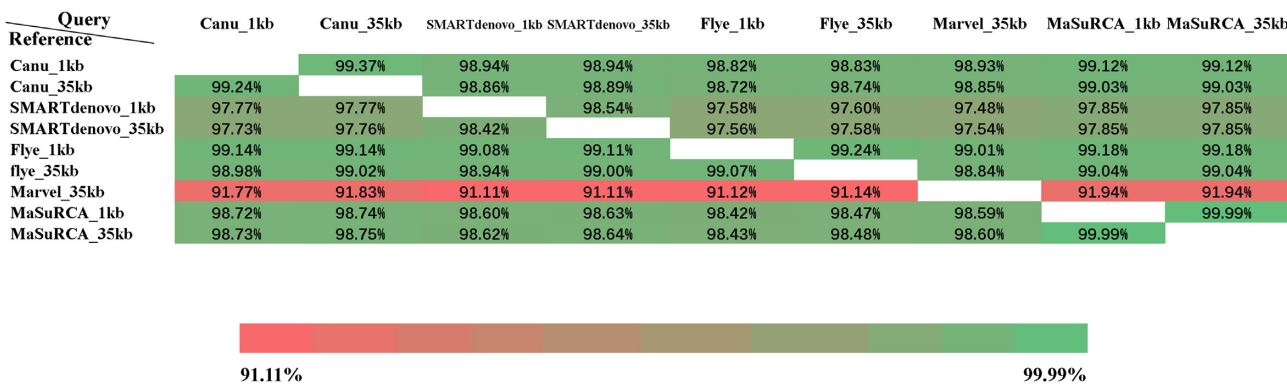 Query
Reference
Canu_1kb Canu_35kb SMARTdenovo_1kb SMARTdenovo_35kb Flye_1kb Flye_35kb Marvel_35kb MaSuRCA_1kb MaSuRCA_35kb
Canu_1kb 99.37% 98.94% 98.94% 98.82% 98.83% 98.93% 99.12% 99.12%
Canu_35kb 99.24% 98.86% 98.89% 98.72% 98.74% 98.85% 99.03% 99.03%
SMARTdenovo_1kb 97.77% 97.77% 98.54% 97.58% 97.60% 97.48% 97.85% 97.85%
SMARTdenovo_35kb 97.73% 97.76% 98.42% 97.56% 97.58% 97.54% 97.85% 97.85%
Flye_1kb 99.14% 99.14% 99.08% 99.11% 99.24% 99.01% 99.18% 99.18%
flye_35kb 98.98% 99.02% 98.94% 99.00% 99.07% 98.84% 99.04% 99.04%
Marvel_35kb 91.77% 91.83% 91.11% 91.11% 91.12% 91.14% 91.94% 91.94%
MaSuRCA_1kb 98.72% 98.74% 98.60% 98.63% 98.42% 98.47% 98.59% 99.99%
MaSuRCA_35kb 98.73% 98.75% 98.62% 98.64% 98.43% 98.48% 98.60% 99.99%
91.11% 99.99%